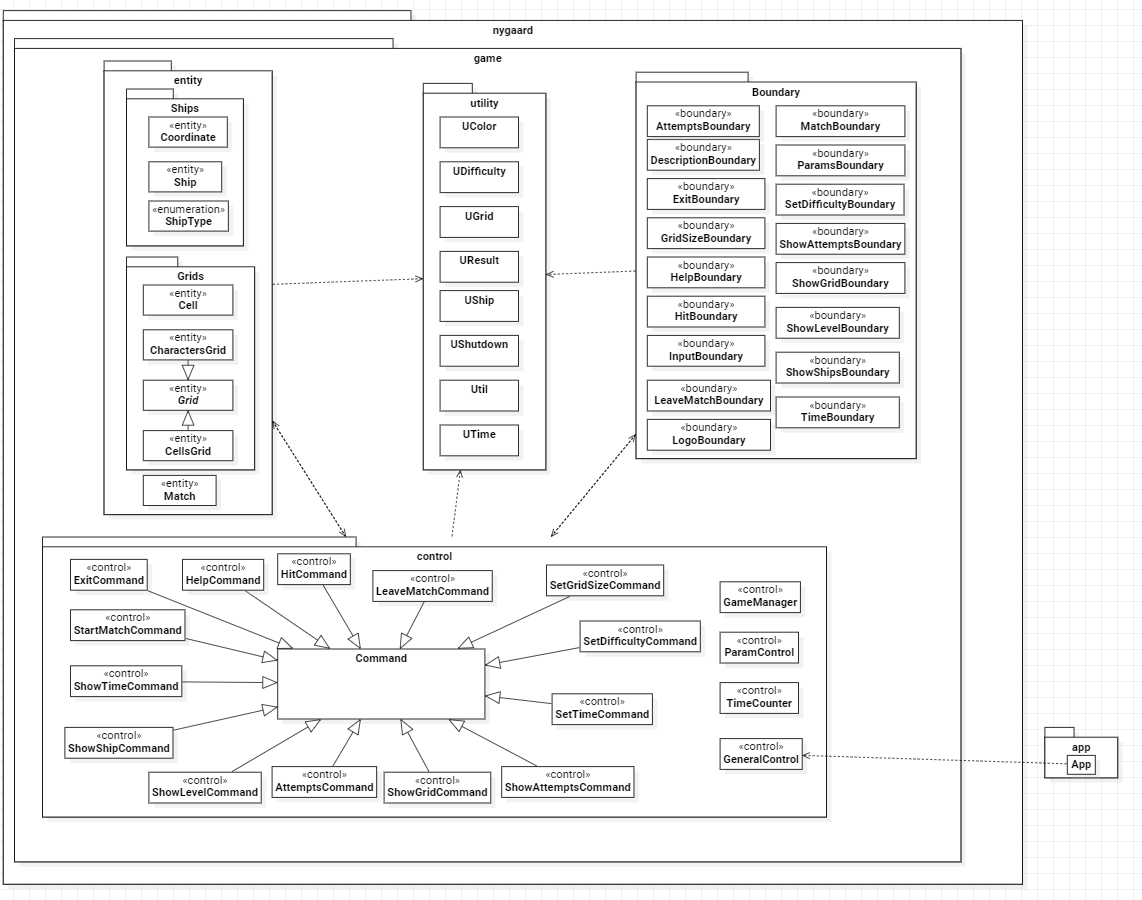 nygaard
game
entity
Ships
«entity»
Coordinate
«entity»
Ship
«enumeration»
ShipType
Grids
«entity»
Cell
«entity»
CharactersGrid
«entity»
Grid
«entity»
CellsGrid
«entity»
Match
utility
UColor
UDifficulty
UGrid
UResult
UShip
UShutdown
Util
UTime
Boundary
«boundary»
AttemptsBoundary
«boundary»
DescriptionBoundary
«boundary»
ExitBoundary
«boundary»
GridSizeBoundary
«boundary»
HelpBoundary
«boundary»
HitBoundary
«boundary»
InputBoundary
«boundary»
LeaveMatchBoundary
«boundary»
LogoBoundary
«boundary»
MatchBoundary
«boundary»
ParamsBoundary
«boundary»
SetDifficultyBoundary
«boundary»
ShowAttemptsBoundary
«boundary»
ShowGridBoundary
«boundary»
ShowLevelBoundary
«boundary»
ShowShipsBoundary
«boundary»
TimeBoundary
control
«control»
ExitCommand
«control»
HelpCommand
«control»
HitCommand
«control»
LeaveMatchCommand
«control»
SetGridSizeCommand
«control»
StartMatchCommand
«control»
SetDifficultyCommand
Command
«control»
ShowTimeCommand
«control»
SetTimeCommand
«control»
ShowShipCommand
«control»
ShowLevelCommand
«control»
AttemptsCommand
«control»
ShowGridCommand
«control»
ShowAttemptsCommand
«control»
GameManager
«control»
ParamControl
«control»
TimeCounter
«control»
GeneralControl
app
App